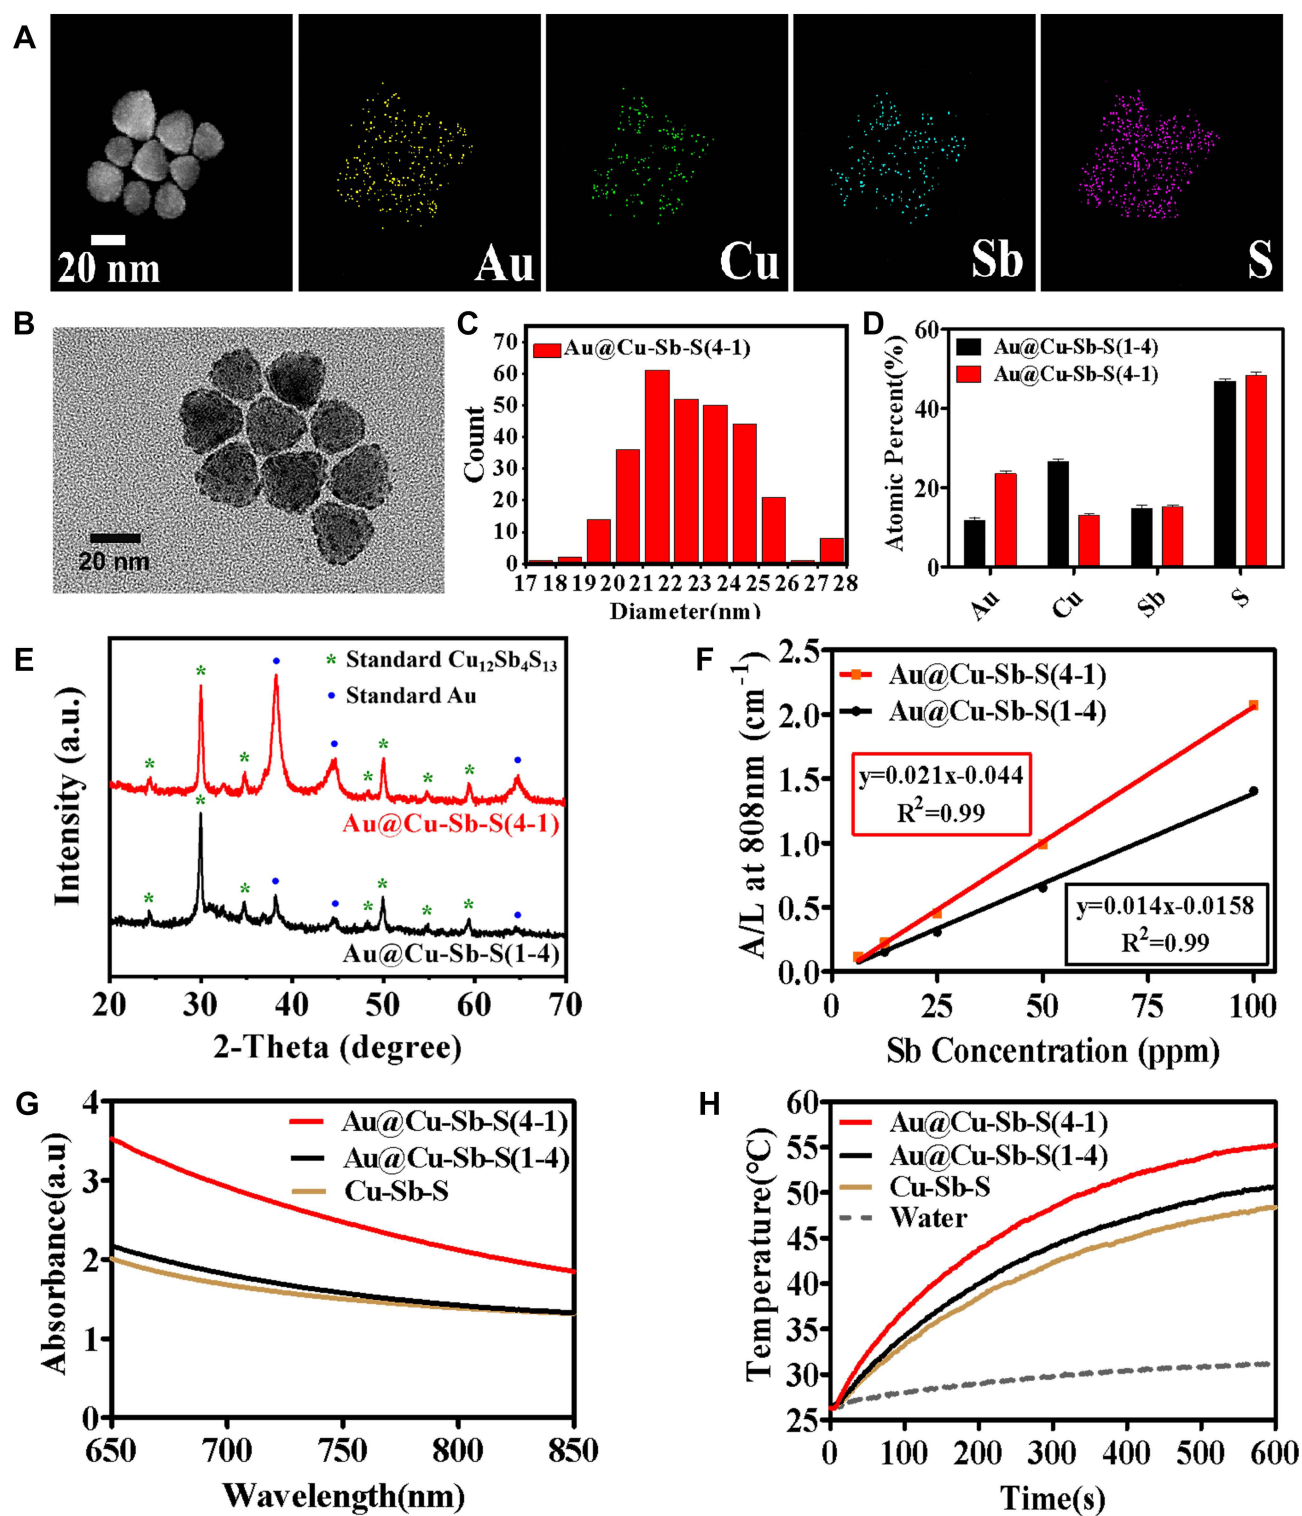 A
20 nm
Au
Cu
Sb
S
B
20 nm
C
Au@Cu-Sb-S(4-1)
Count
70
60
50
40
30
20
10
0
17 18 19 20 21 22 23 24 25 26 27 28
Diameter(nm)
D
Au@Cu-Sb-S(1-4)
Au@Cu-Sb-S(4-1)
Atomic Percent(%)
60
40
20
0
Au
Cu
Sb
S
E
* Standard Cu12Sb4S13
• Standard Au
Intensity (a.u.)
Au@Cu-Sb-S(4-1)
Au@Cu-Sb-S(1-4)
20 30 40 50 60 70
2-Theta (degree)
F
Au@Cu-Sb-S(4-1)
Au@Cu-Sb-S(1-4)
A/L at 808nm (cm-1)
2.5
2.0
1.5
1.0
0.5
0.0
y=0.021x-0.044
R2=0.99
y=0.014x-0.0158
R2=0.99
0 25 50 75 100
Sb Concentration (ppm)
G
Au@Cu-Sb-S(4-1)
Au@Cu-Sb-S(1-4)
Cu-Sb-S
Absorbance(a.u)
4
3
2
1
0
650 700 750 800 850
Wavelength(nm)
H
Au@Cu-Sb-S(4-1)
Au@Cu-Sb-S(1-4)
Cu-Sb-S
Water
Temperature(°C)
60
55
50
45
40
35
30
25
0 100 200 300 400 500 600
Time(s)